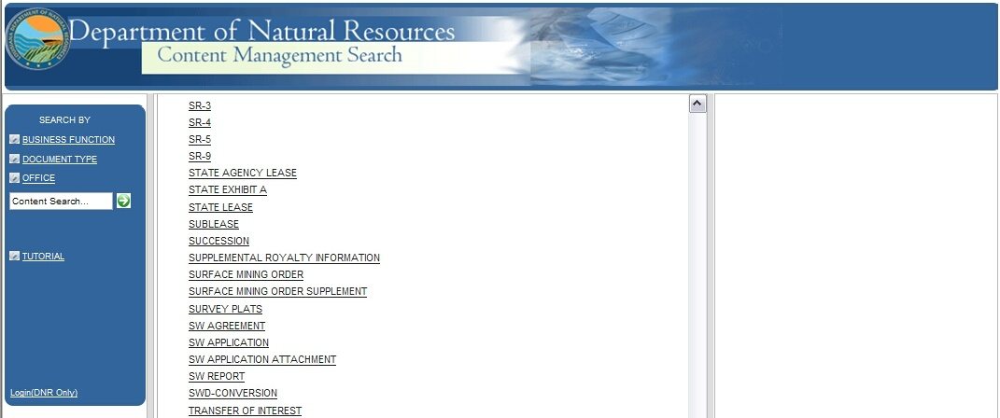 Department of Natural Resources
Content Management Search
SEARCH BY
BUSINESS FUNCTION
DOCUMENT TYPE
OFFICE
Content Search...
TUTORIAL
Login(DNR Only)
SR-3
SR-4
SR-5
SR-9
STATE AGENCY LEASE
STATE EXHIBIT A
STATE LEASE
SUBLEASE
SUCCESSION
SUPPLEMENTAL ROYALTY INFORMATION
SURFACE MINING ORDER
SURFACE MINING ORDER SUPPLEMENT
SURVEY PLATS
SW AGREEMENT
SW APPLICATION
SW APPLICATION ATTACHMENT
SW REPORT
SWD-CONVERSION
TRANSFER OF INTEREST